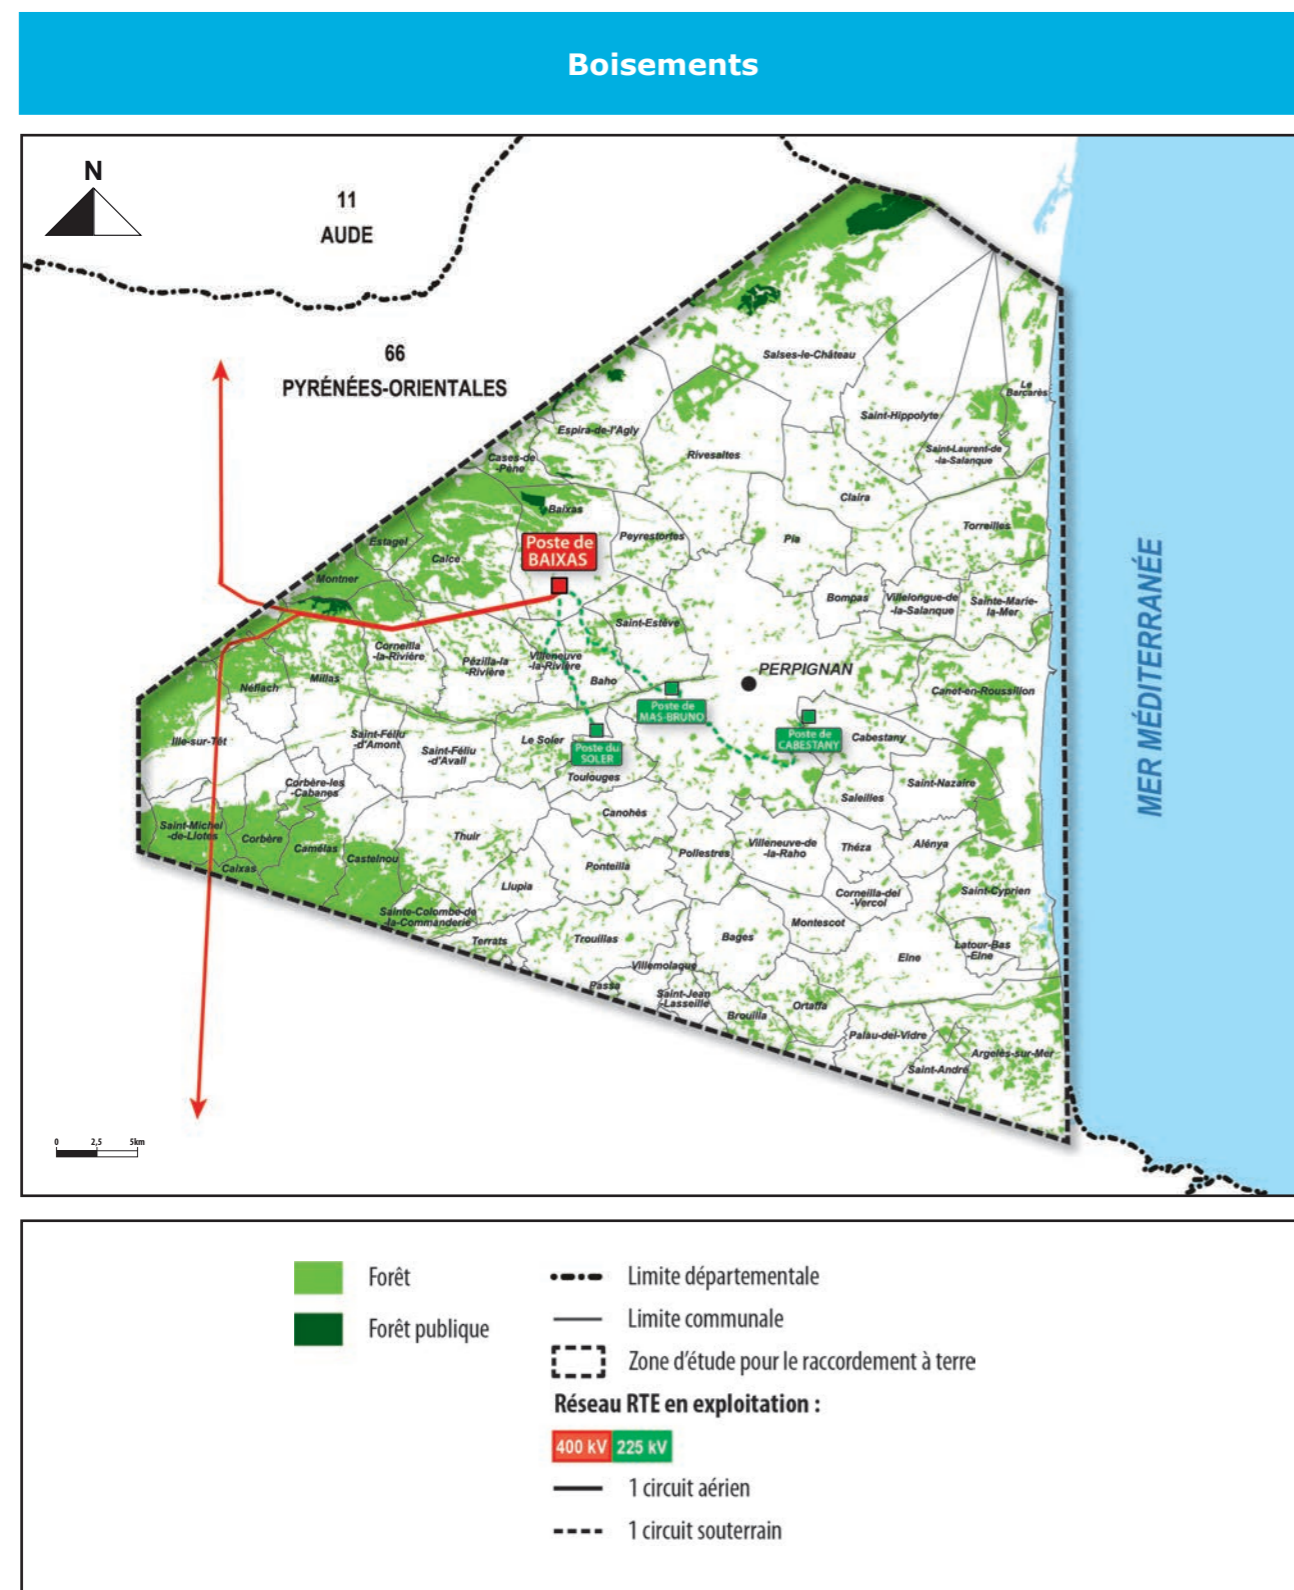 Boisements
N
11
AUDE
66
PYRÉNÉES-ORIENTALES
Salses-le-Château
Le
Barcarès
Saint-Hippolyte
Espira-de-l'Agly
Rivesaltes
Saint-Laurent-de
-la-Salanque
Cases-de
-Pène
Claira
Baixas
Torreilles
Estagel
Calce
Poste de
BAIXAS
Peyrestortes
Pia
Montner
Bompas
Villelongue-de
-la-Salanque
Sainte-Marie-
la-Mer
Saint-Estève
Corneilla
-la-Rivière
Pézilla-la
-Rivière
Villeneuve
-la-Rivière
Baho
PERPIGNAN
Millas
Néfiach
Canet-en-Roussillon
MER MÉDITERRANÉE
Poste de
MAS-BRUNO
Ille-sur-Têt
Saint-Féliu
-d'Amont
Saint-Féliu
-d'Avall
Le Soler
Poste du
SOLER
Poste de
CABESTANY
Cabestany
Toulouges
Corbère-les
-Cabanes
Saint-Nazaire
Saleilles
Canohès
Saint-Michel
-de-Llotes
Corbère
Camélas
Castelnou
Thuir
Caixas
Ponteilla
Pollestres
Villeneuve-de
-la-Raho
Théza
Alénya
Llupia
Corneilla-del
-Vercol
Saint-Cyprien
Sainte-Colombe-de
-la-Commanderie
Montescot
Terrats
Trouillas
Bages
Elne
Latour-Bas
-Elne
Villemolaque
Passa
Saint-Jean
-Lasseille
Brouilla
Ortaffa
Palau-del-Vidre
Argelès-sur-Mer
Saint-André
0 2,5 5km
Forêt
Forêt publique
Limite départementale
Limite communale
Zone d'étude pour le raccordement à terre
Réseau RTE en exploitation :
400 kV 225 kV
1 circuit aérien
1 circuit souterrain